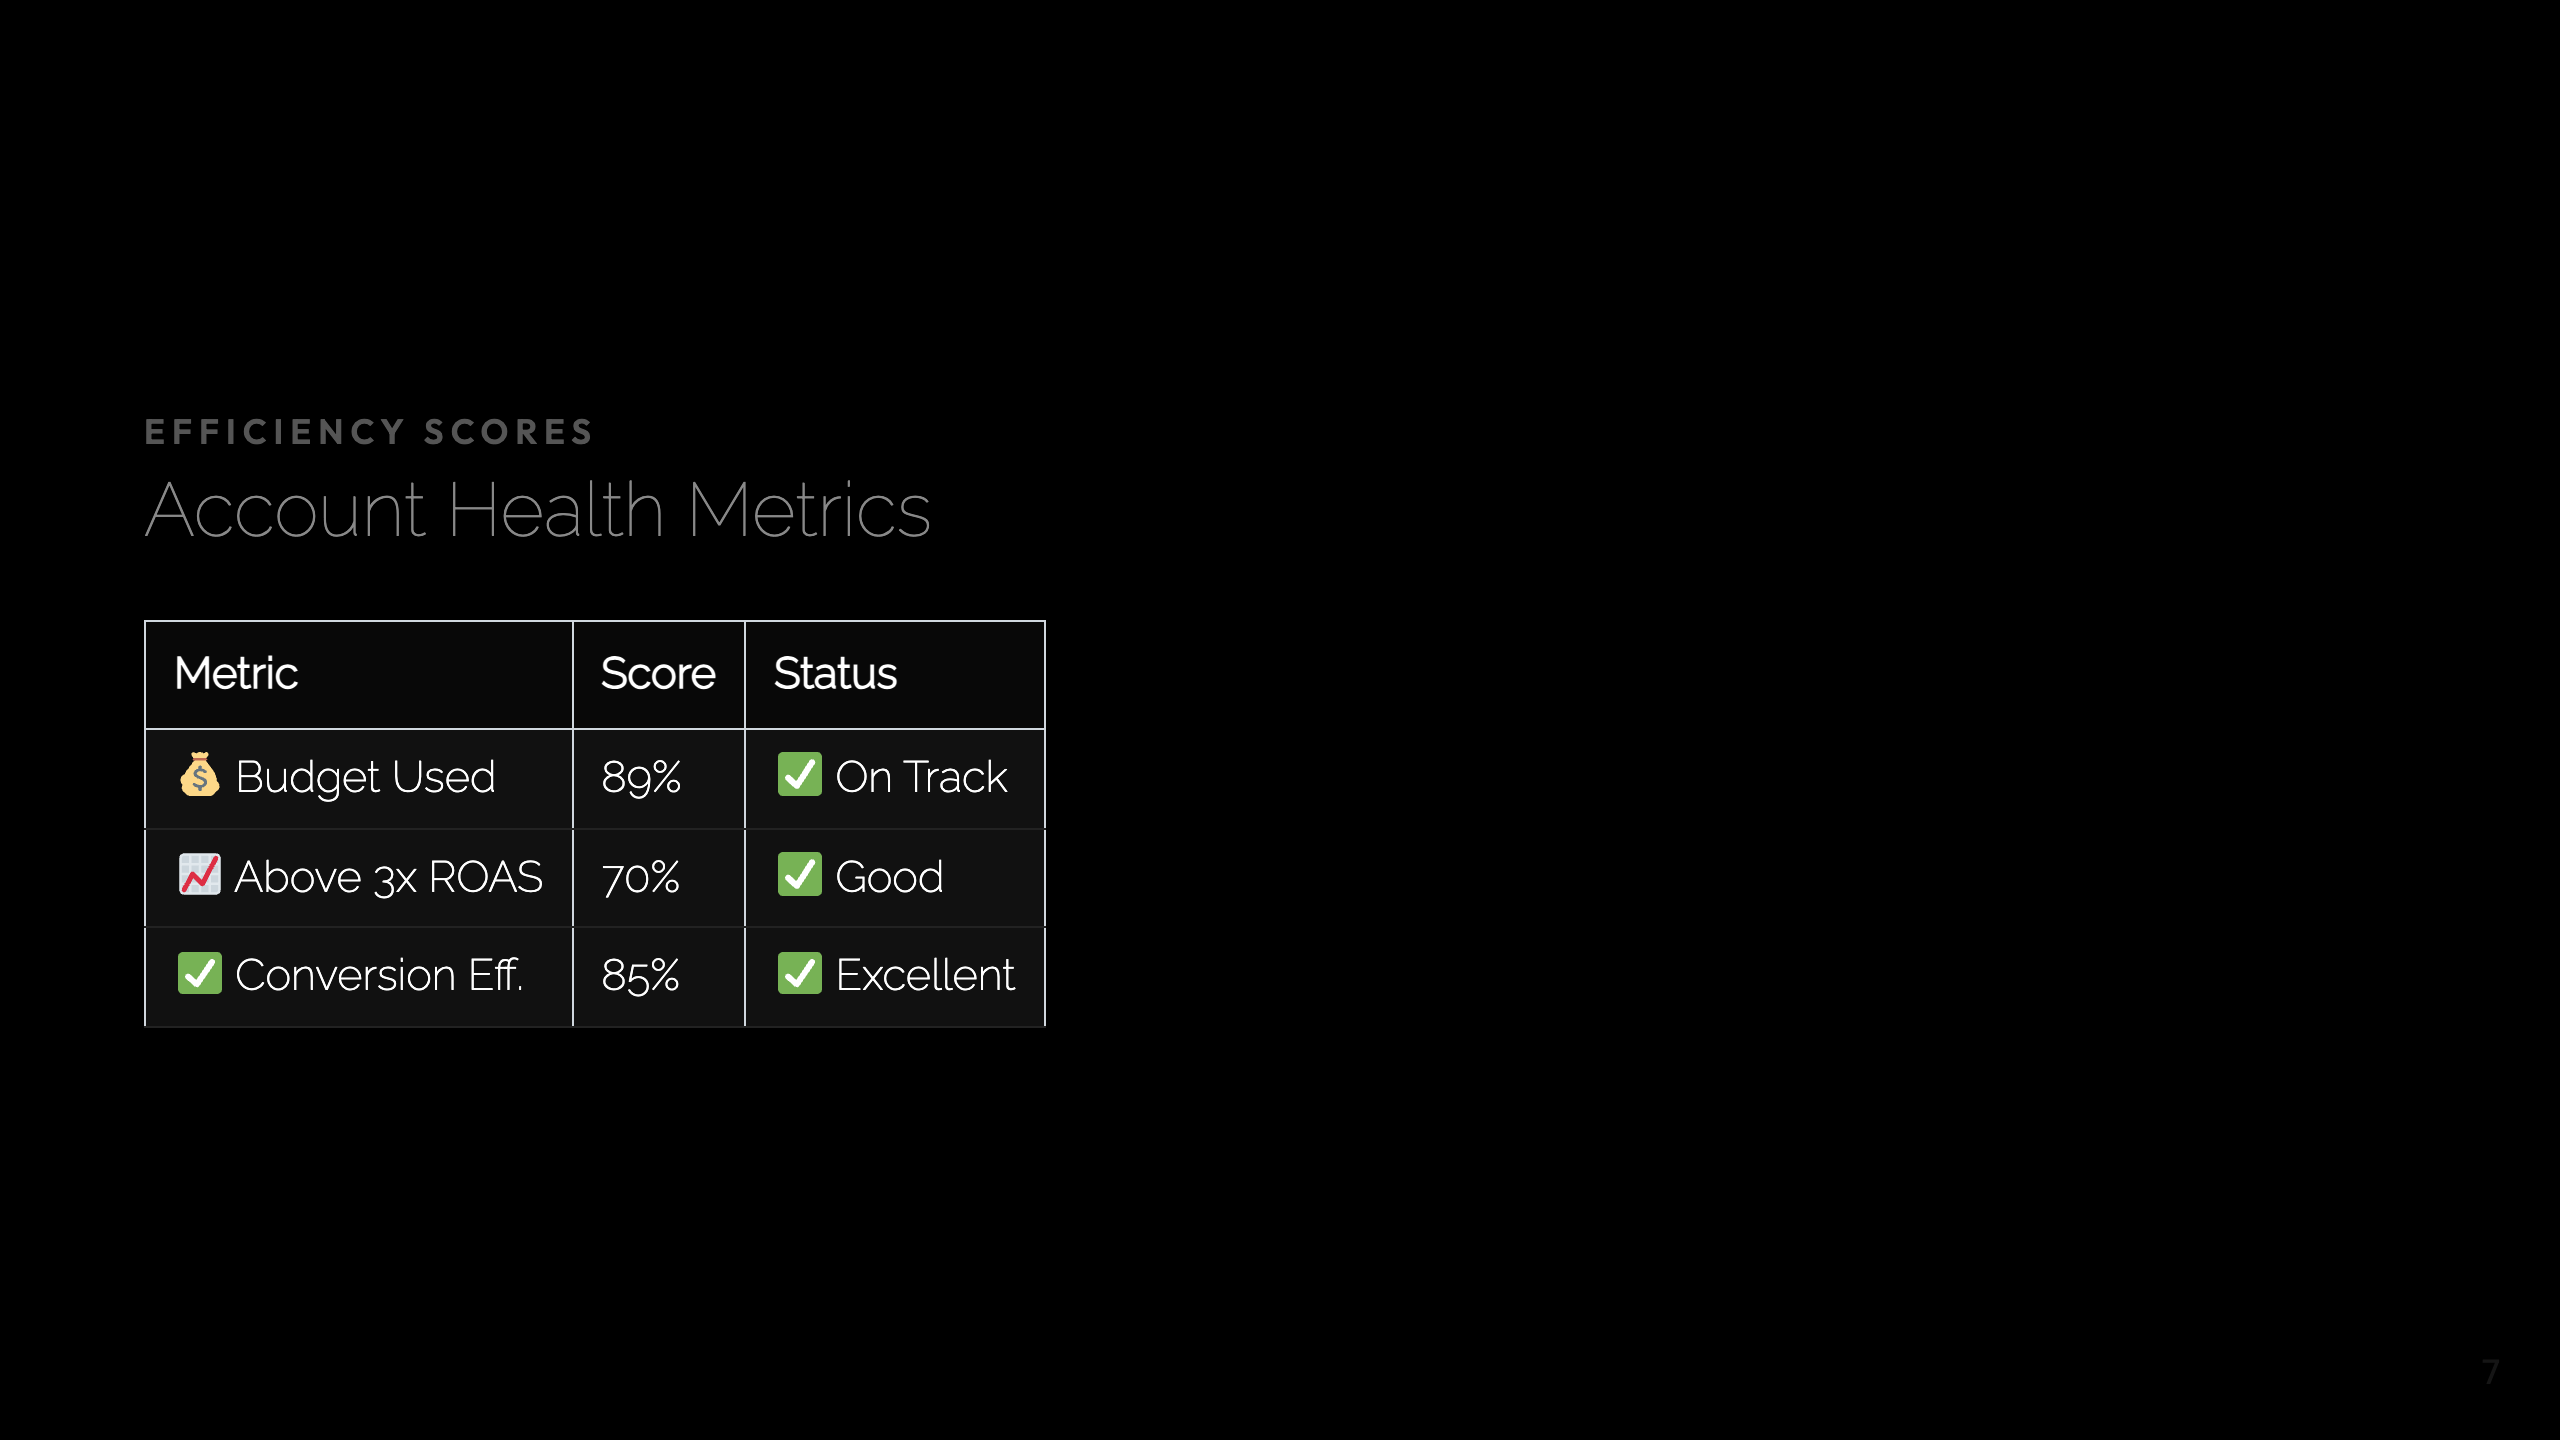 EFFICIENCY SCORES
Account Health Metrics
Metric Score Status
💰 Budget Used 89% ✅ On Track
📈 Above 3x ROAS 70% ✅ Good
✅ Conversion Eff. 85% ✅ Excellent
7